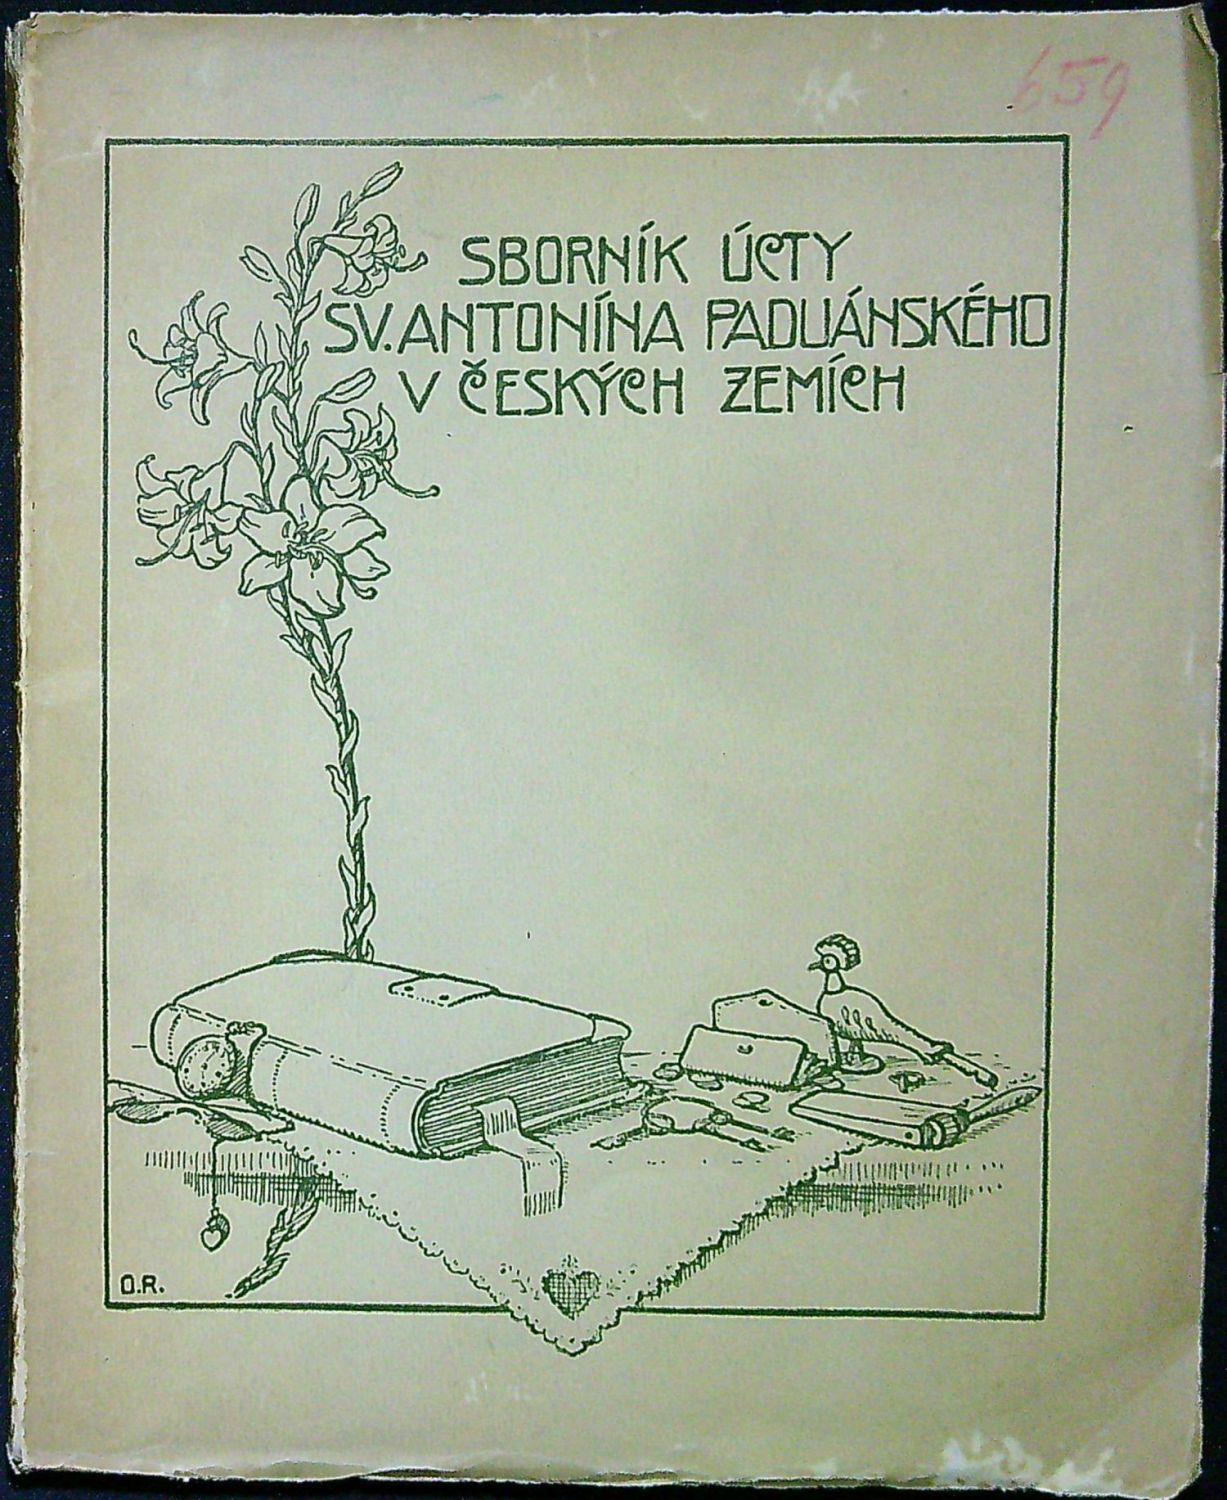 659
SBORNÍK ÚCTY
SV. ANTONÍNA PADUÁNSKÉHO
V ČESKÝCH ZEMÍCH
O.R.